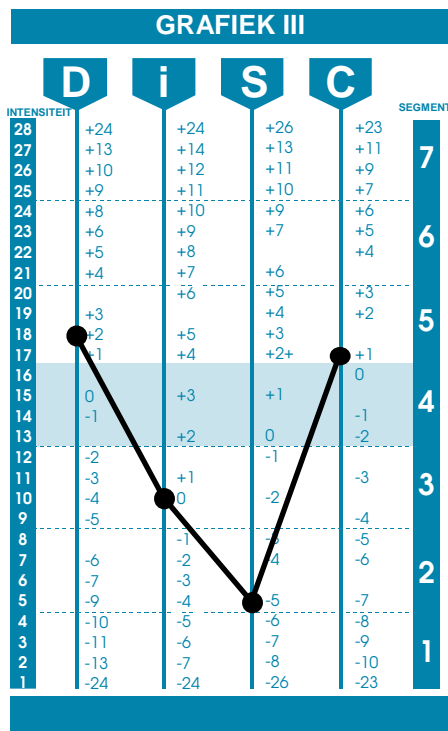 GRAFIEK III
D i S C
INTENSITEIT SEGMENT
28 +24 +24 +26 +23
27 +13 +14 +13 +11
7
26 +10 +12 +11 +9
25 +9 +11 +10 +7
24 +8 +10 +9 +6
23 +6 +9 +7 +5
6
22 +5 +8 +4
21 +4 +7 +6
20 +6 +5 +3
19 +3 +4 +2
5
18 +2 +5 +3
17 +1 +4 +2+ +1
16 0
15 0 +3 +1
4
14 -1 -1
13 +2 0 -2
12 -2 -1
11 -3 +1 -3
3
10 -4 0 -2
9 -5 -4
8 -1 -5
7 -6 -2 -4 -6
2
6 -7 -3
5 -9 -4 -5 -7
4 -10 -5 -6 -8
3 -11 -6 -7 -9
1
2 -13 -7 -8 -10
1 -24 -24 -26 -23